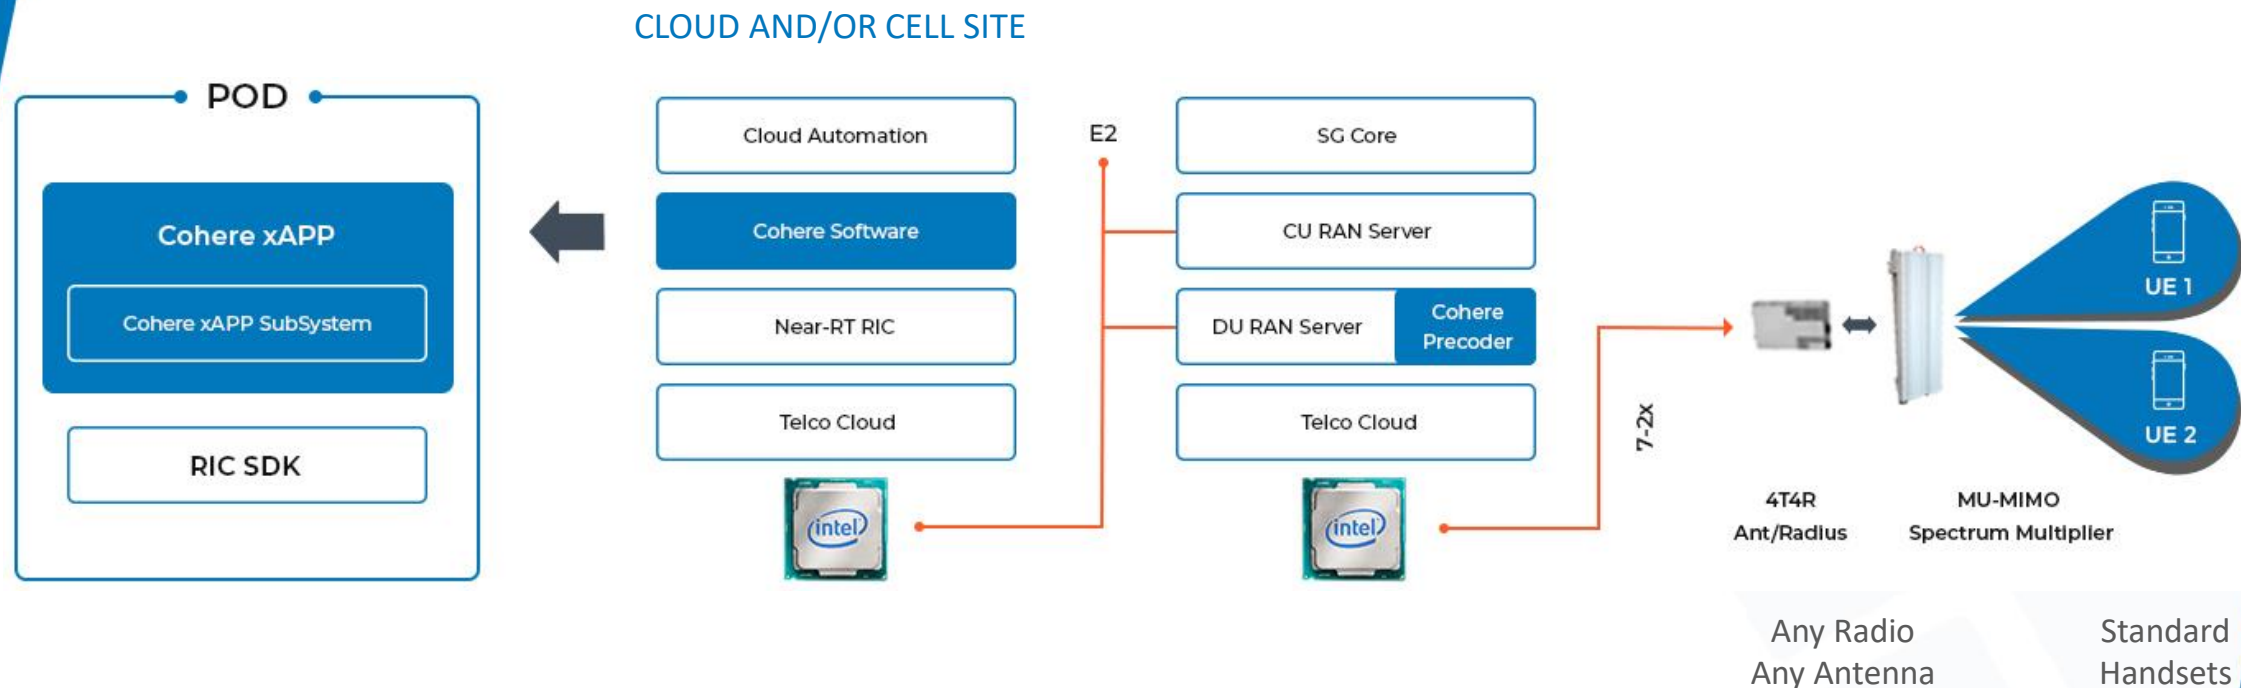 CLOUD AND/OR CELL SITE
POD
Cohere xAPP
Cohere xAPP SubSystem
RIC SDK
Cloud Automation
Cohere Software
Near-RT RIC
Telco Cloud
intel
E2
SG Core
CU RAN Server
DU RAN Server
Cohere
Precoder
Telco Cloud
intel
7-2x
4T4R
Ant/Radius
MU-MIMO
Spectrum Multiplier
UE 1
UE 2
Any Radio
Any Antenna
Standard
Handsets